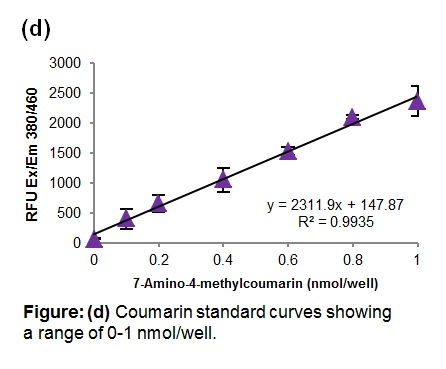 (d)
3000
2500
2000
1500
1000
500
0
RFU Ex/Em 380/460
y = 2311.9x + 147.87
R² = 0.9935
0 0.2 0.4 0.6 0.8 1
7-Amino-4-methylcoumarin (nmol/well)
Figure: (d) Coumarin standard curves showing
a range of 0-1 nmol/well.